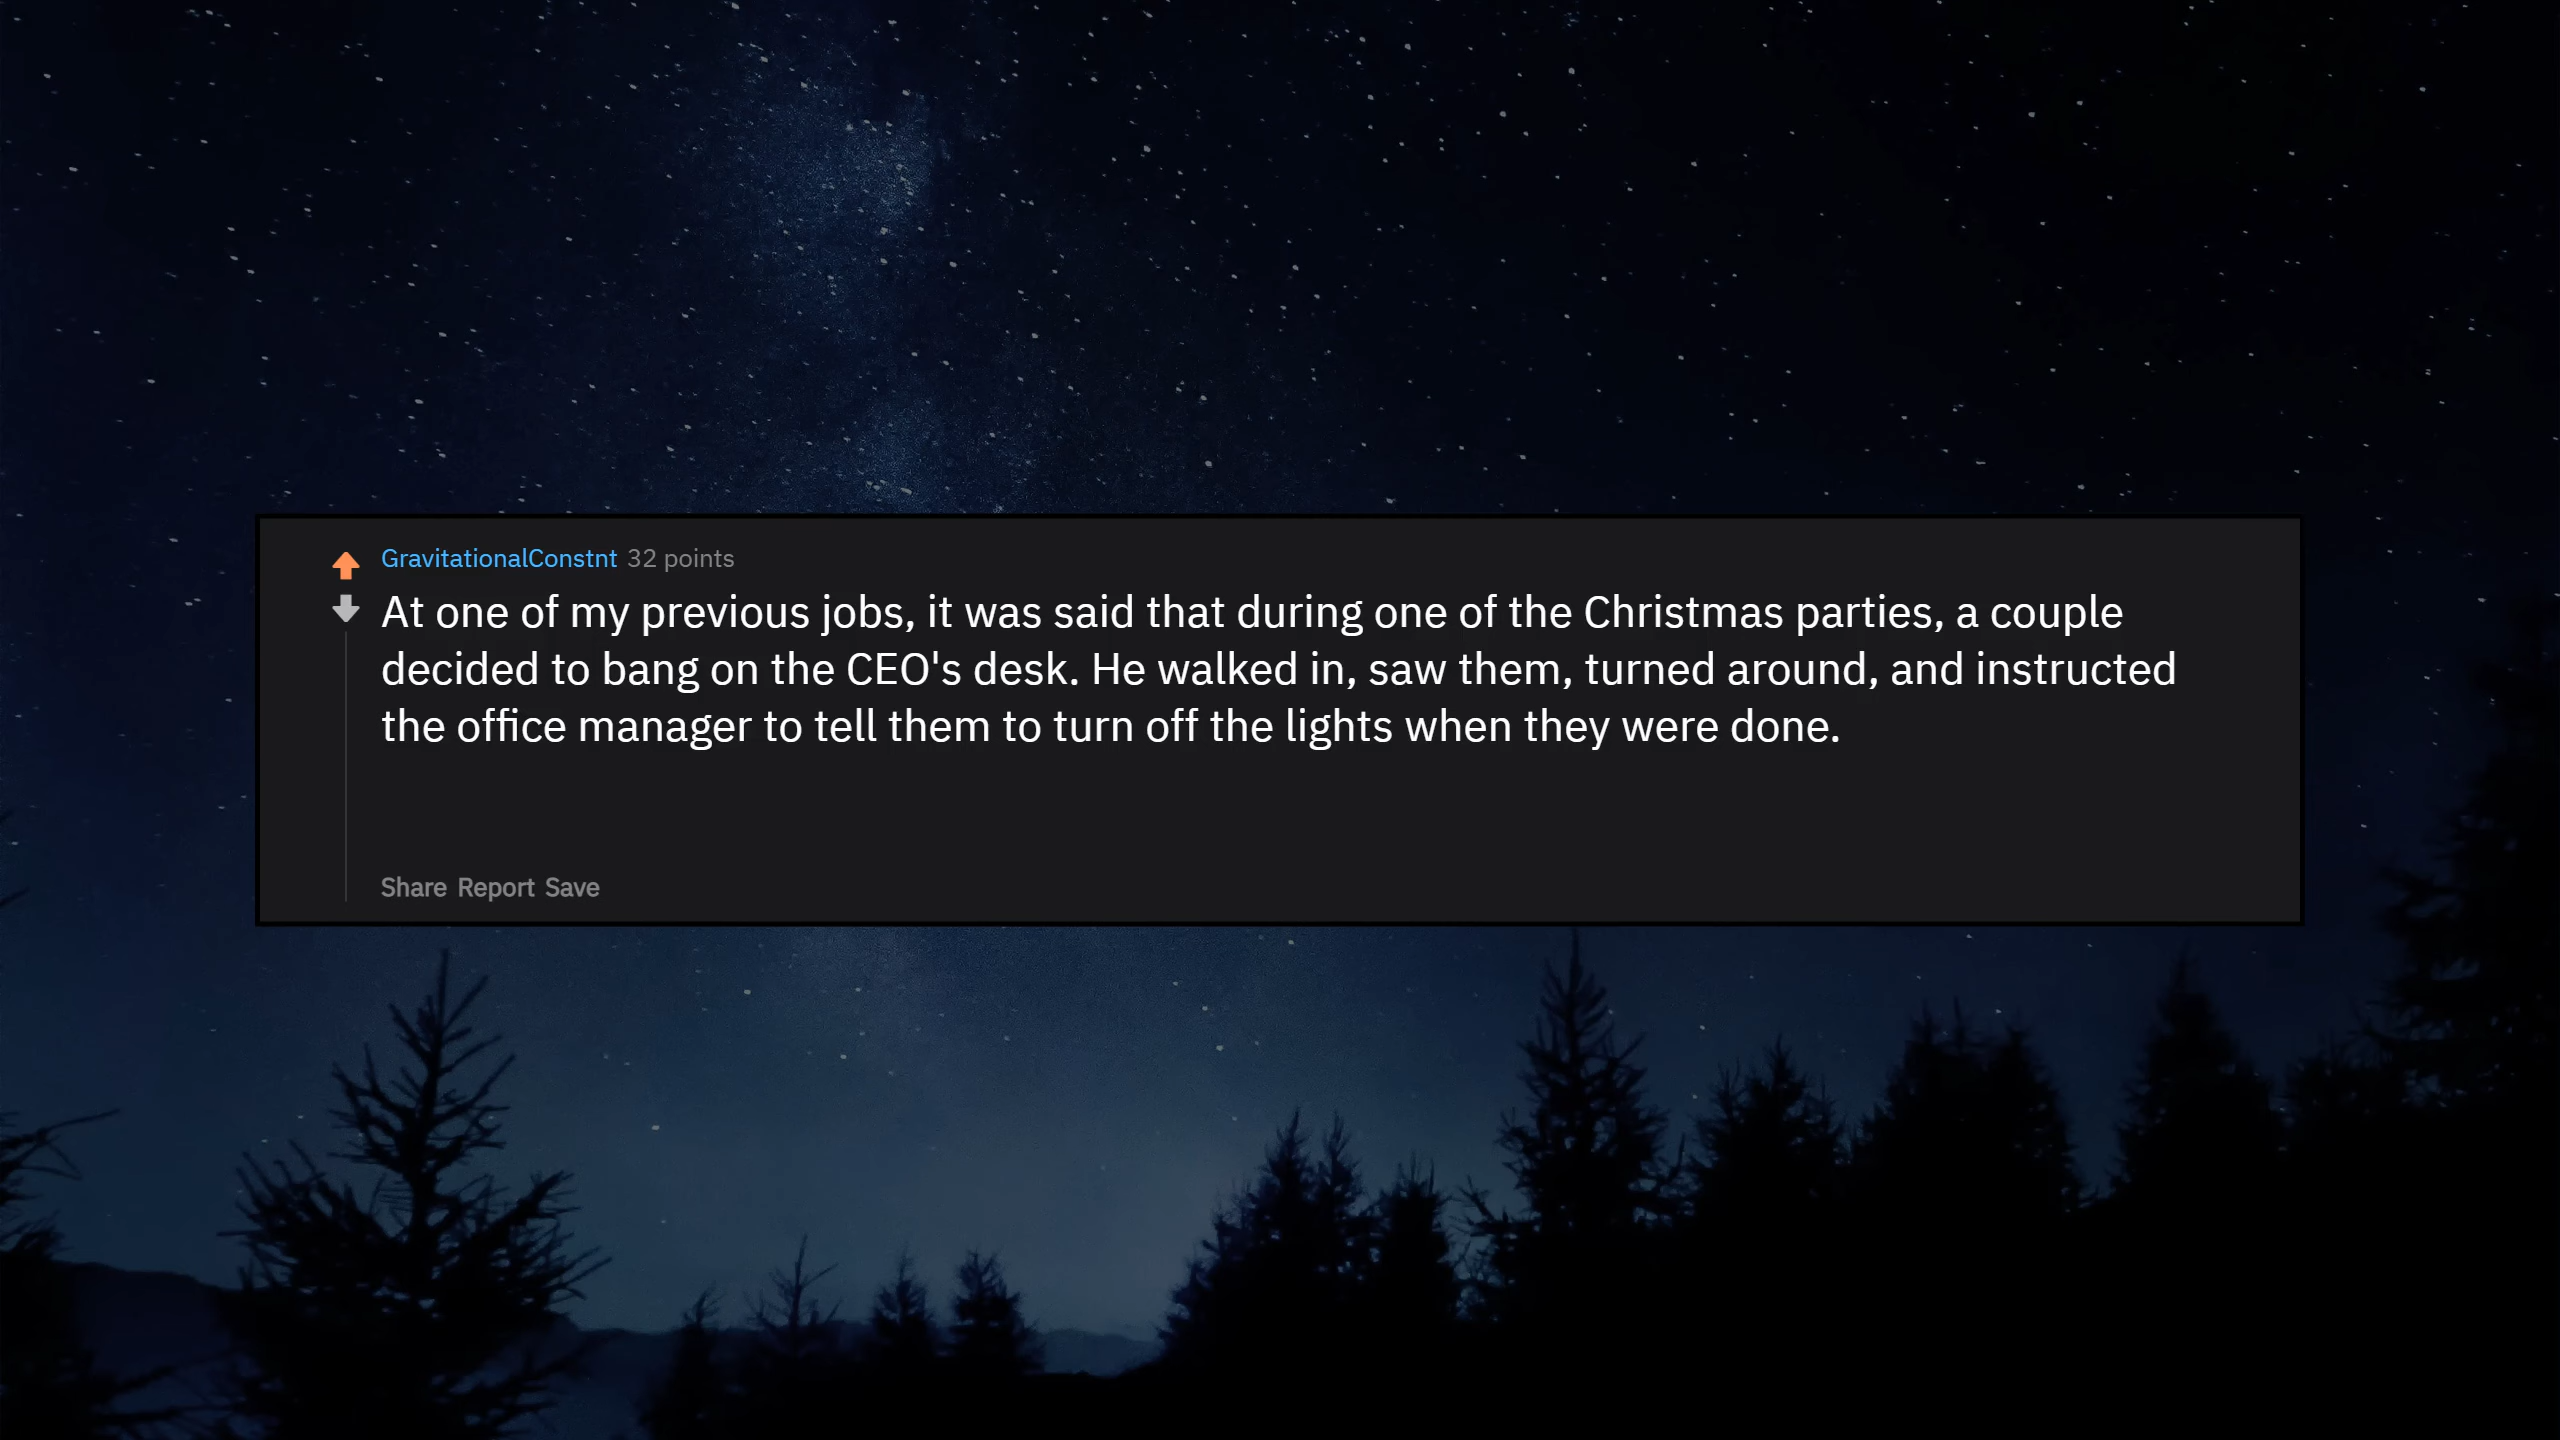 GravitationalConstnt 32 points
At one of my previous jobs, it was said that during one of the Christmas parties, a couple
decided to bang on the CEO's desk. He walked in, saw them, turned around, and instructed
the office manager to tell them to turn off the lights when they were done.
Share Report Save